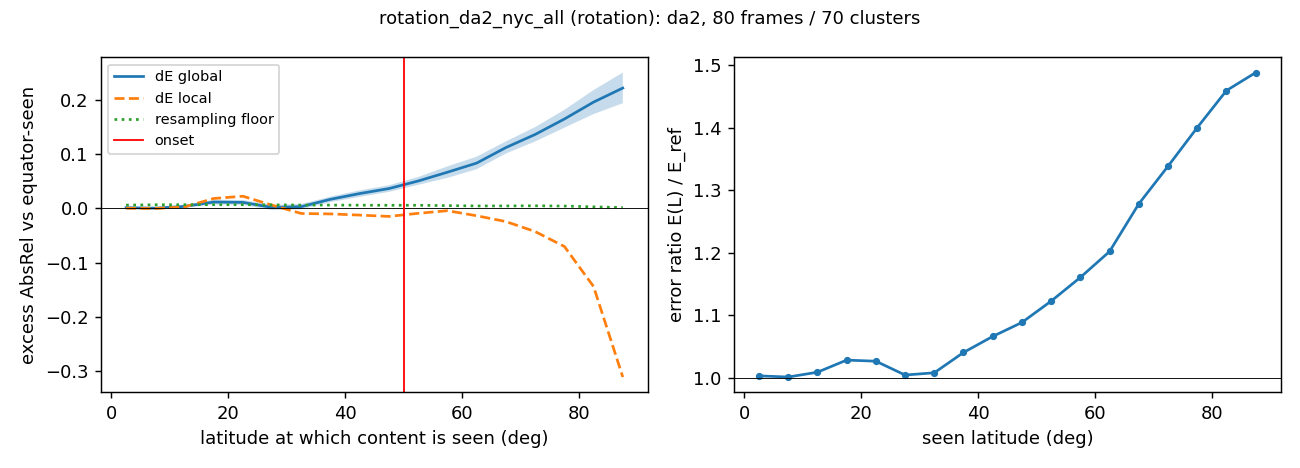 rotation_da2_nyc_all (rotation): da2, 80 frames / 70 clusters
excess AbsRel vs equator-seen
0.2
0.1
0.0
−0.1
−0.2
−0.3
dE global
dE local
resampling floor
onset
0 20 40 60 80
latitude at which content is seen (deg)
error ratio E(L) / E_ref
1.5
1.4
1.3
1.2
1.1
1.0
0 20 40 60 80
seen latitude (deg)